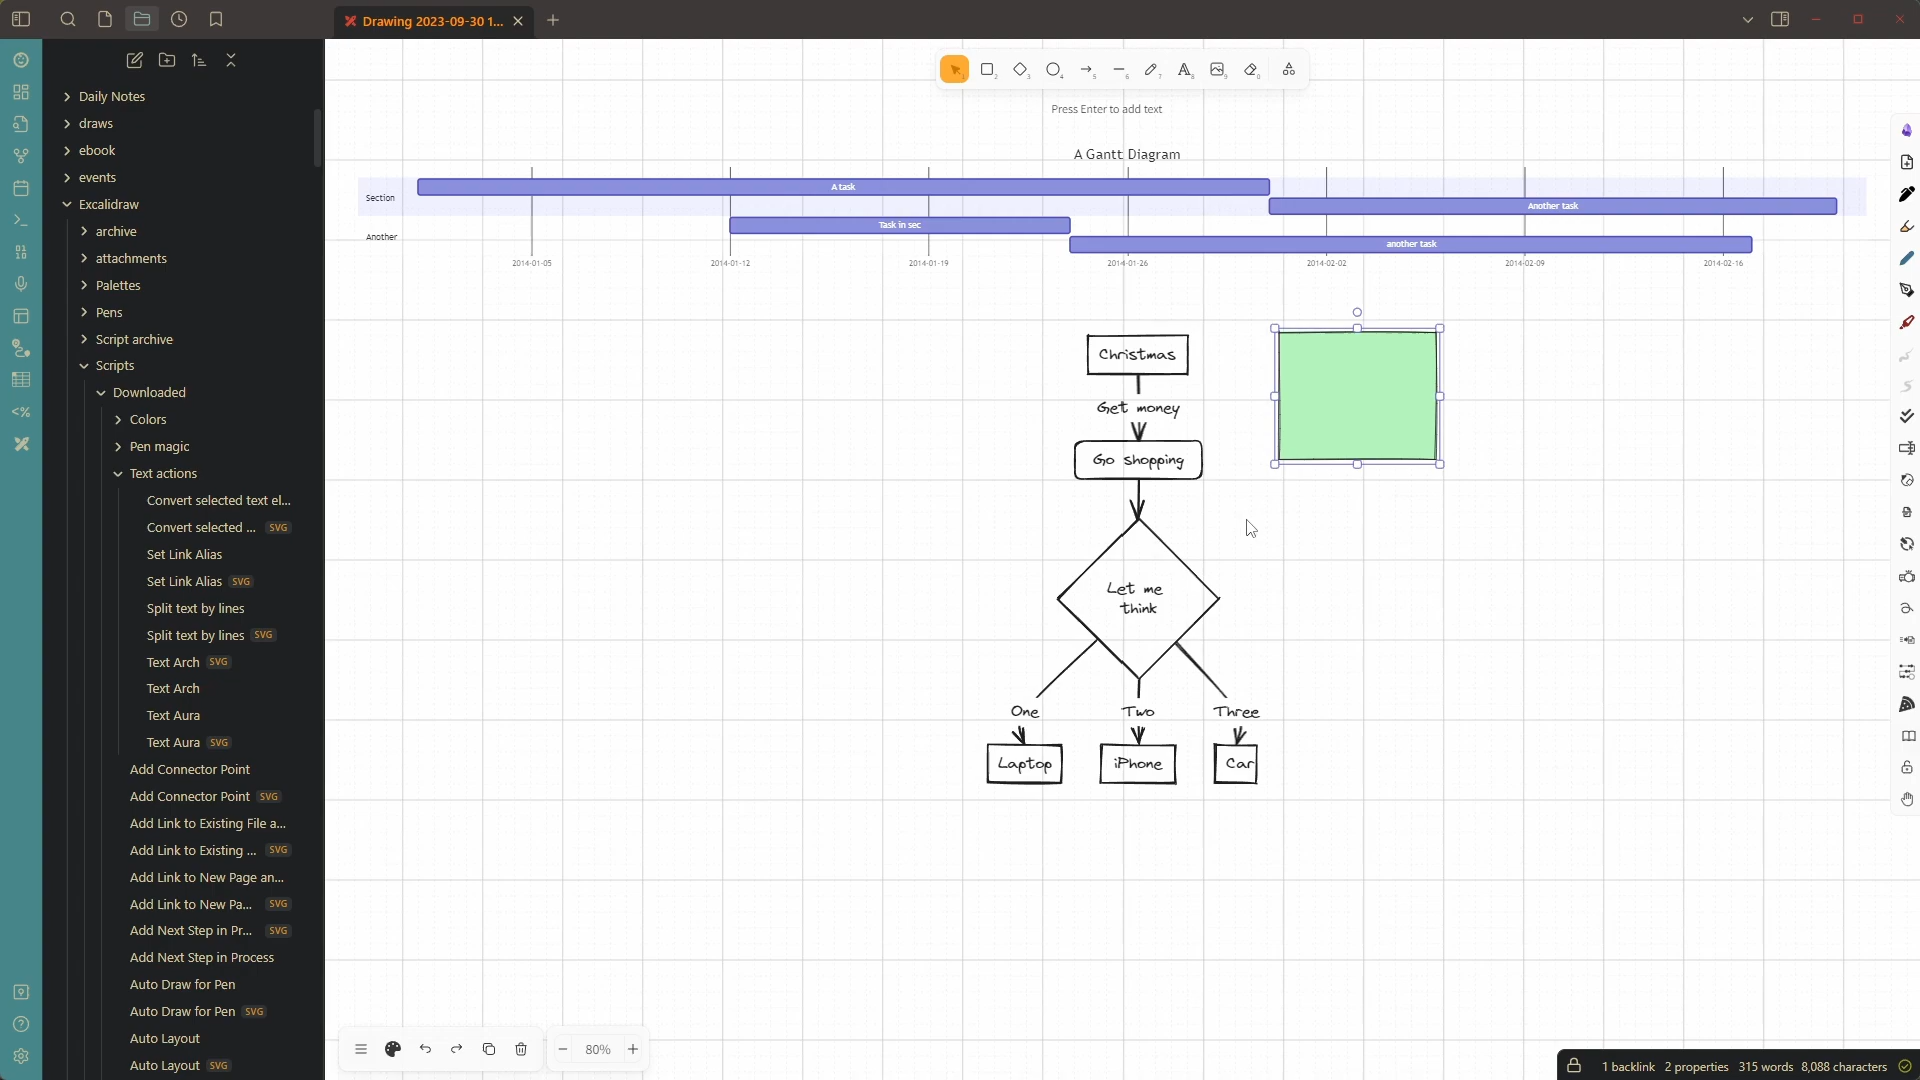 Drawing 2023-09-30 1...
Daily Notes
draws
ebook
events
Excalidraw
archive
attachments
Palettes
Pens
Script archive
Scripts
Downloaded
Colors
Pen magic
Text actions
Convert selected text el...
Convert selected ... SVG
Set Link Alias
Set Link Alias SVG
Split text by lines
Split text by lines SVG
Text Arch SVG
Text Arch
Text Aura
Text Aura SVG
Add Connector Point
Add Connector Point SVG
Add Link to Existing File a...
Add Link to Existing ... SVG
Add Link to New Page an...
Add Link to New Pa... SVG
Add Next Step in Pr... SVG
Add Next Step in Process
Auto Draw for Pen
Auto Draw for Pen SVG
Auto Layout
Auto Layout SVG
Press Enter to add text
A Gantt Diagram
Section
A task
Another task
Another
Task in sec
another task
2014-01-05
2014-01-12
2014-01-19
2014-01-26
2014-02-02
2014-02-09
2014-02-16
Christmas
Get money
Go shopping
Let me
think
One
Two
Three
Laptop
iPhone
Car
80%
1 backlink
2 properties
315 words
8,088 characters